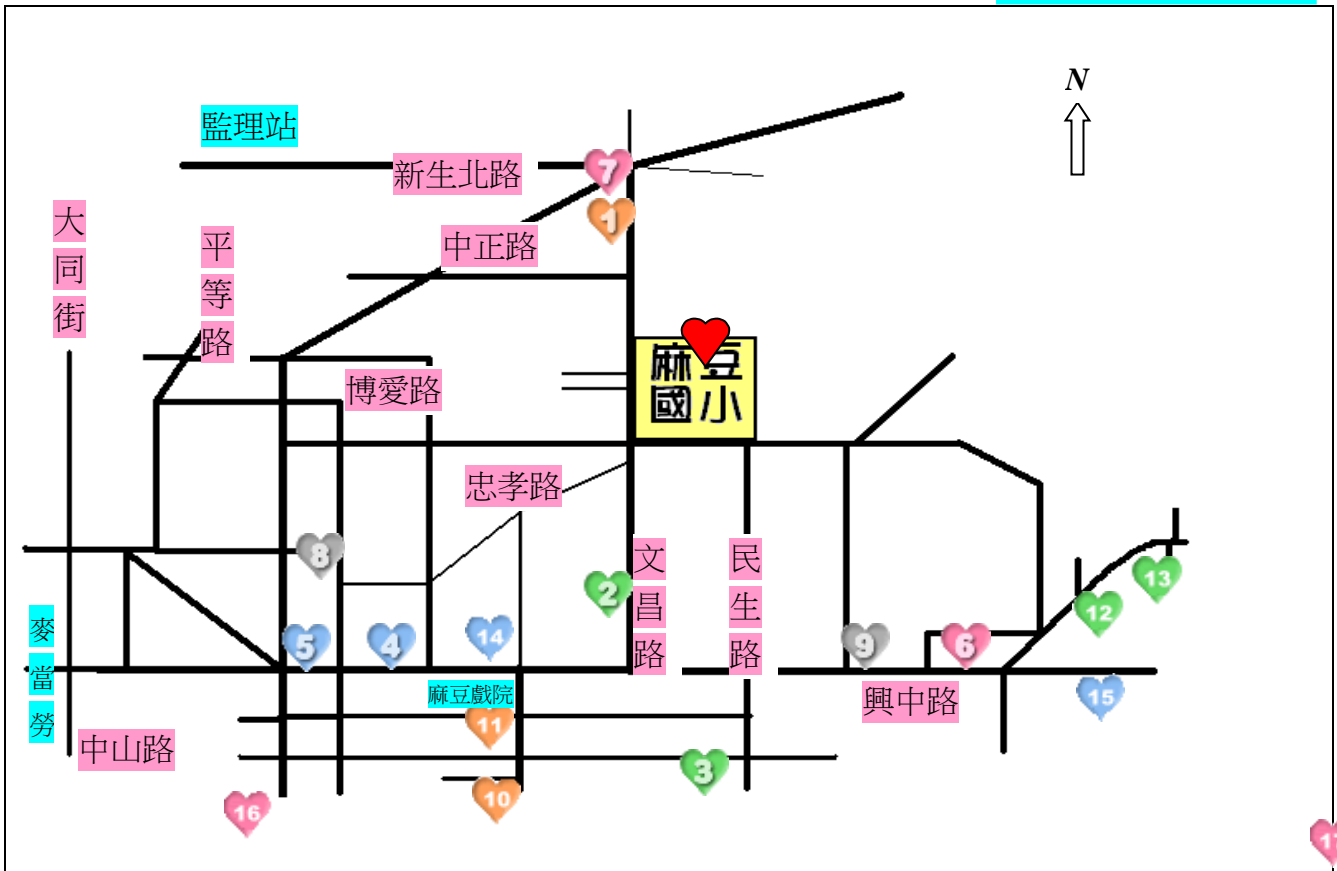 N
監理站
新生北路
7
1
大同街
平等路
中正路
麻豆
國小
博愛路
忠孝路
文昌路
民生路
8
2
13
12
麥當勞
5
4
14
9
6
麻豆戲院
興中路
15
11
中山路
3
10
16